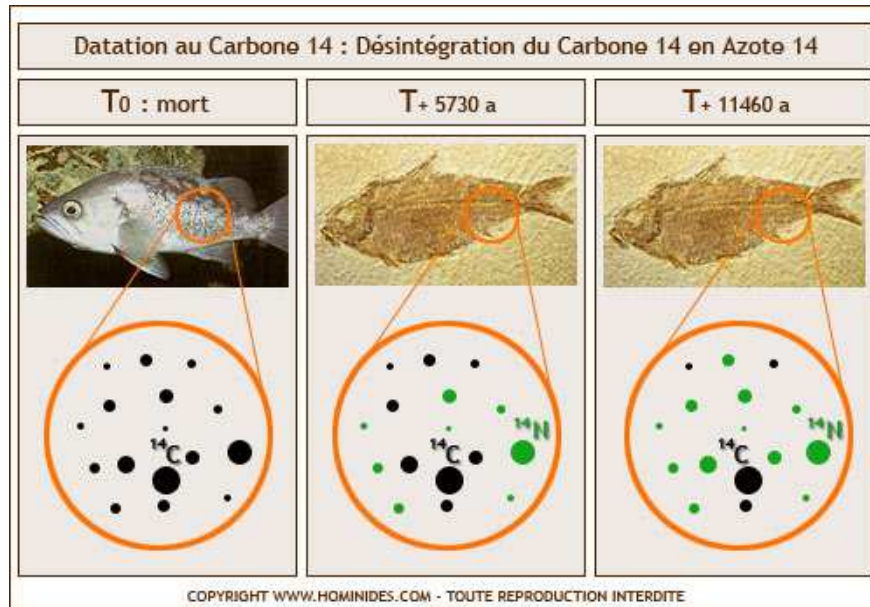 Datation au Carbone 14 : Désintégration du Carbone 14 en Azote 14
T0 : mort
T+ 5730 a
T+ 11460 a
14C
14C
14N
14C
14N
COPYRIGHT WWW.HOMINIDES.COM - TOUTE REPRODUCTION INTERDITE